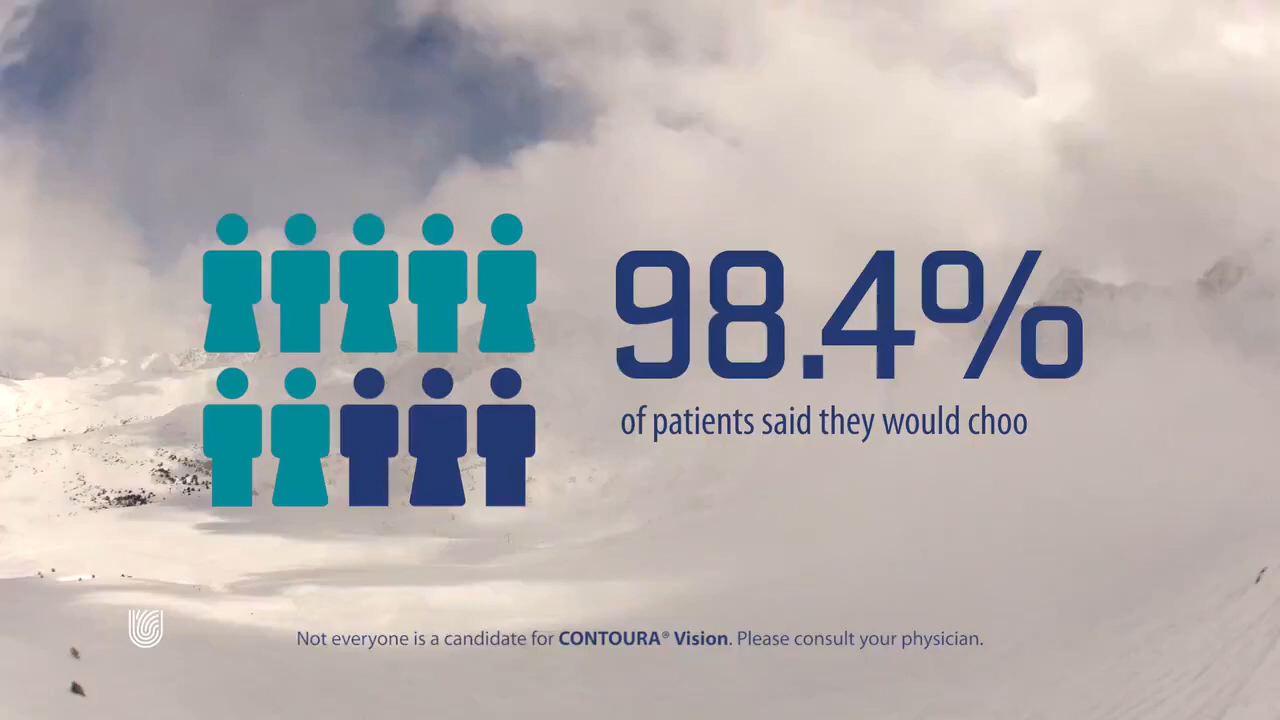 98.4%
of patients said they would choo
Not everyone is a candidate for CONTOURA® Vision. Please consult your physician.